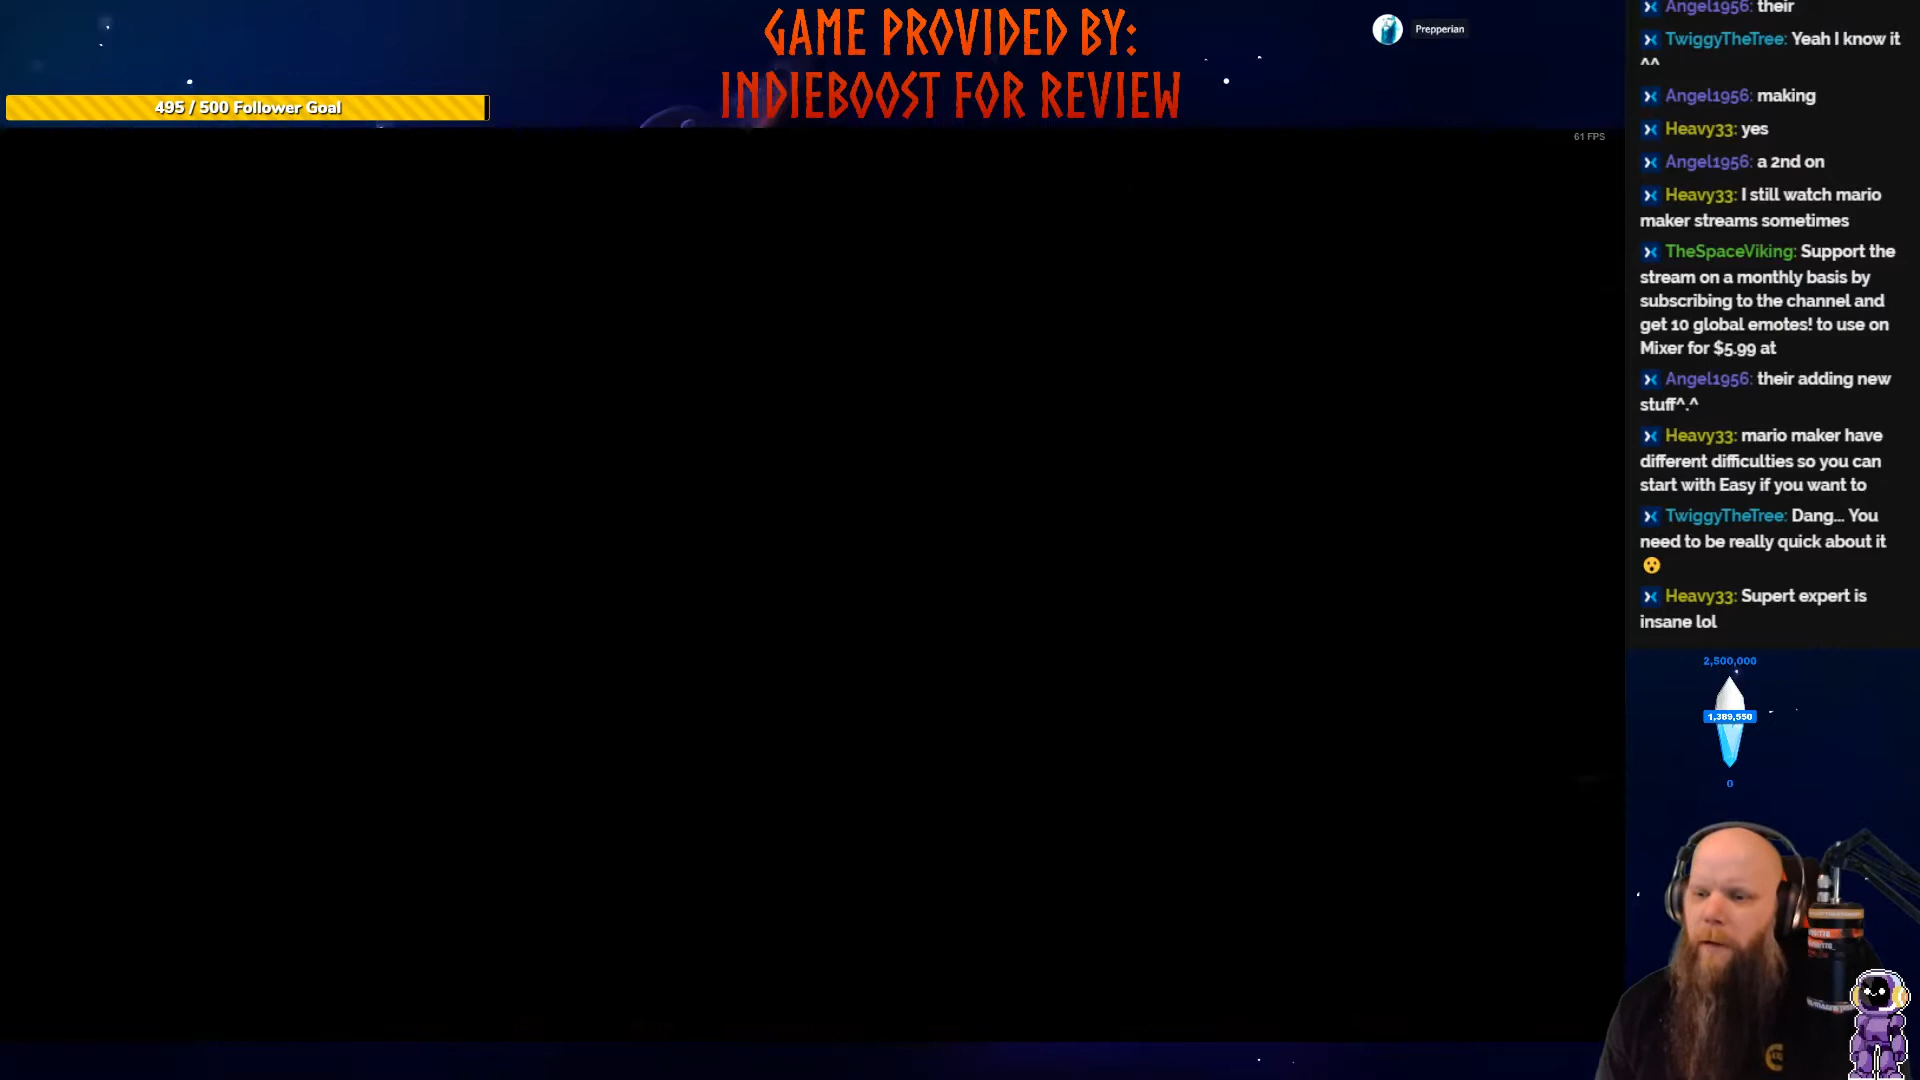 GAME PROVIDED BY:
INDIEBOOST FOR REVIEW
Prepperian
495 / 500 Follower Goal
61 FPS
Angel1956: their
TwiggyTheTree: Yeah I know it
^^
Angel1956: making
Heavy33: yes
Angel1956: a 2nd on
Heavy33: I still watch mario
maker streams sometimes
TheSpaceViking: Support the
stream on a monthly basis by
subscribing to the channel and
get 10 global emotes! to use on
Mixer for $5.99 at
Angel1956: their adding new
stuff^.^
Heavy33: mario maker have
different difficulties so you can
start with Easy if you want to
TwiggyTheTree: Dang... You
need to be really quick about it
😮
Heavy33: Supert expert is
insane lol
2,500,000
1,389,550
0